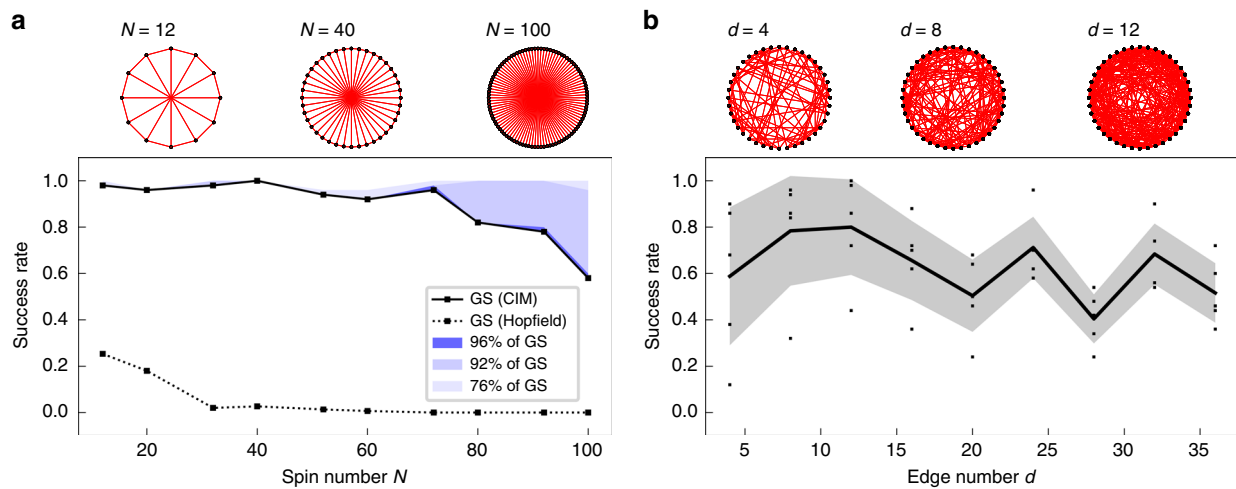 a
N = 12
N = 40
N = 100
1.0
0.8
0.6
0.4
0.2
0.0
Success rate
GS (CIM)
GS (Hopfield)
96% of GS
92% of GS
76% of GS
20
40
60
80
100
Spin number N
b
d = 4
d = 8
d = 12
1.0
0.8
0.6
0.4
0.2
0.0
Success rate
5
10
15
20
25
30
35
Edge number d